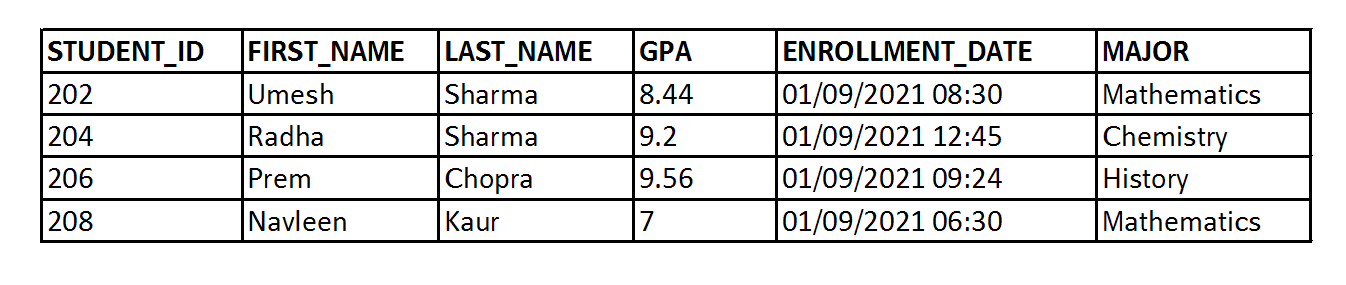 STUDENT_ID FIRST_NAME LAST_NAME GPA ENROLLMENT_DATE MAJOR
202 Umesh Sharma 8.44 01/09/2021 08:30 Mathematics
204 Radha Sharma 9.2 01/09/2021 12:45 Chemistry
206 Prem Chopra 9.56 01/09/2021 09:24 History
208 Navleen Kaur 7 01/09/2021 06:30 Mathematics